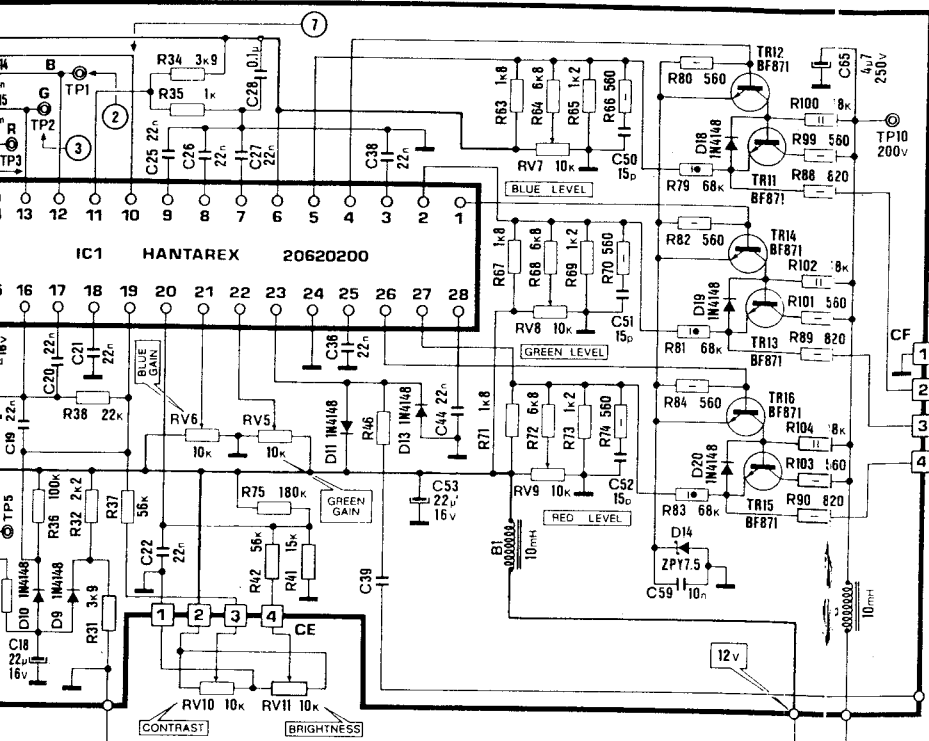 7
TR12
BF871
C65
4µ7
250v
R34 3K9
R35 1K
0.1µ
C28
B
TP1
G
TP2
R
TP3
2
3
R80 560
1K8
R63
6K8
R64
1K2
R65
560
R66
C50
15p
R100 8K
R99 560
R88 820
TP10
200v
D18
1N4148
TR11
BF871
R79 68K
RV7 10K
BLUE LEVEL
22n
C25
22n
C26
22n
C27
C38
22n
13 12 11 10 9 8 7 6 5 4 3 2 1
IC1 HANTAREX 20620200
16 17 18 19 20 21 22 23 24 25 26 27 28
R82 560
TR14
BF871
1K8
R67
6K8
R68
1K2
R69
560
R70
C51
15p
R102 8K
R101 560
R89 820
D19
1N4148
TR13
BF871
R81 68K
RV8 10K
GREEN LEVEL
CF
1
2
3
4
16v
22n
C20
C21
22n
22n
C19
R38 22K
BLUE GAIN
RV6
10K
RV5
10K
C36
22n
D11 1N4148
R46
D13 1N4148
C44 22n
R84 560
TR16
BF871
1K8
R71
6K8
R72
1K2
R73
560
R74
C52
15p
R104 8K
R103 560
R90 820
D20
1N4148
TR15
BF871
R83 68K
RV9 10K
RED LEVEL
TP5
100K
R36
2K2
R32
R37
56K
C22
22n
R75 180K
GREEN GAIN
C53
22µ
16v
56K
R42
15K
R41
C39
B1
10mH
D14
ZPY7.5
C59 10n
10mH
D10 1N4148
D9 1N4148
3K9
R31
C18
22µ
16v
1 2 3 4
CE
RV10 10K RV11 10K
CONTRAST
BRIGHTNESS
12v